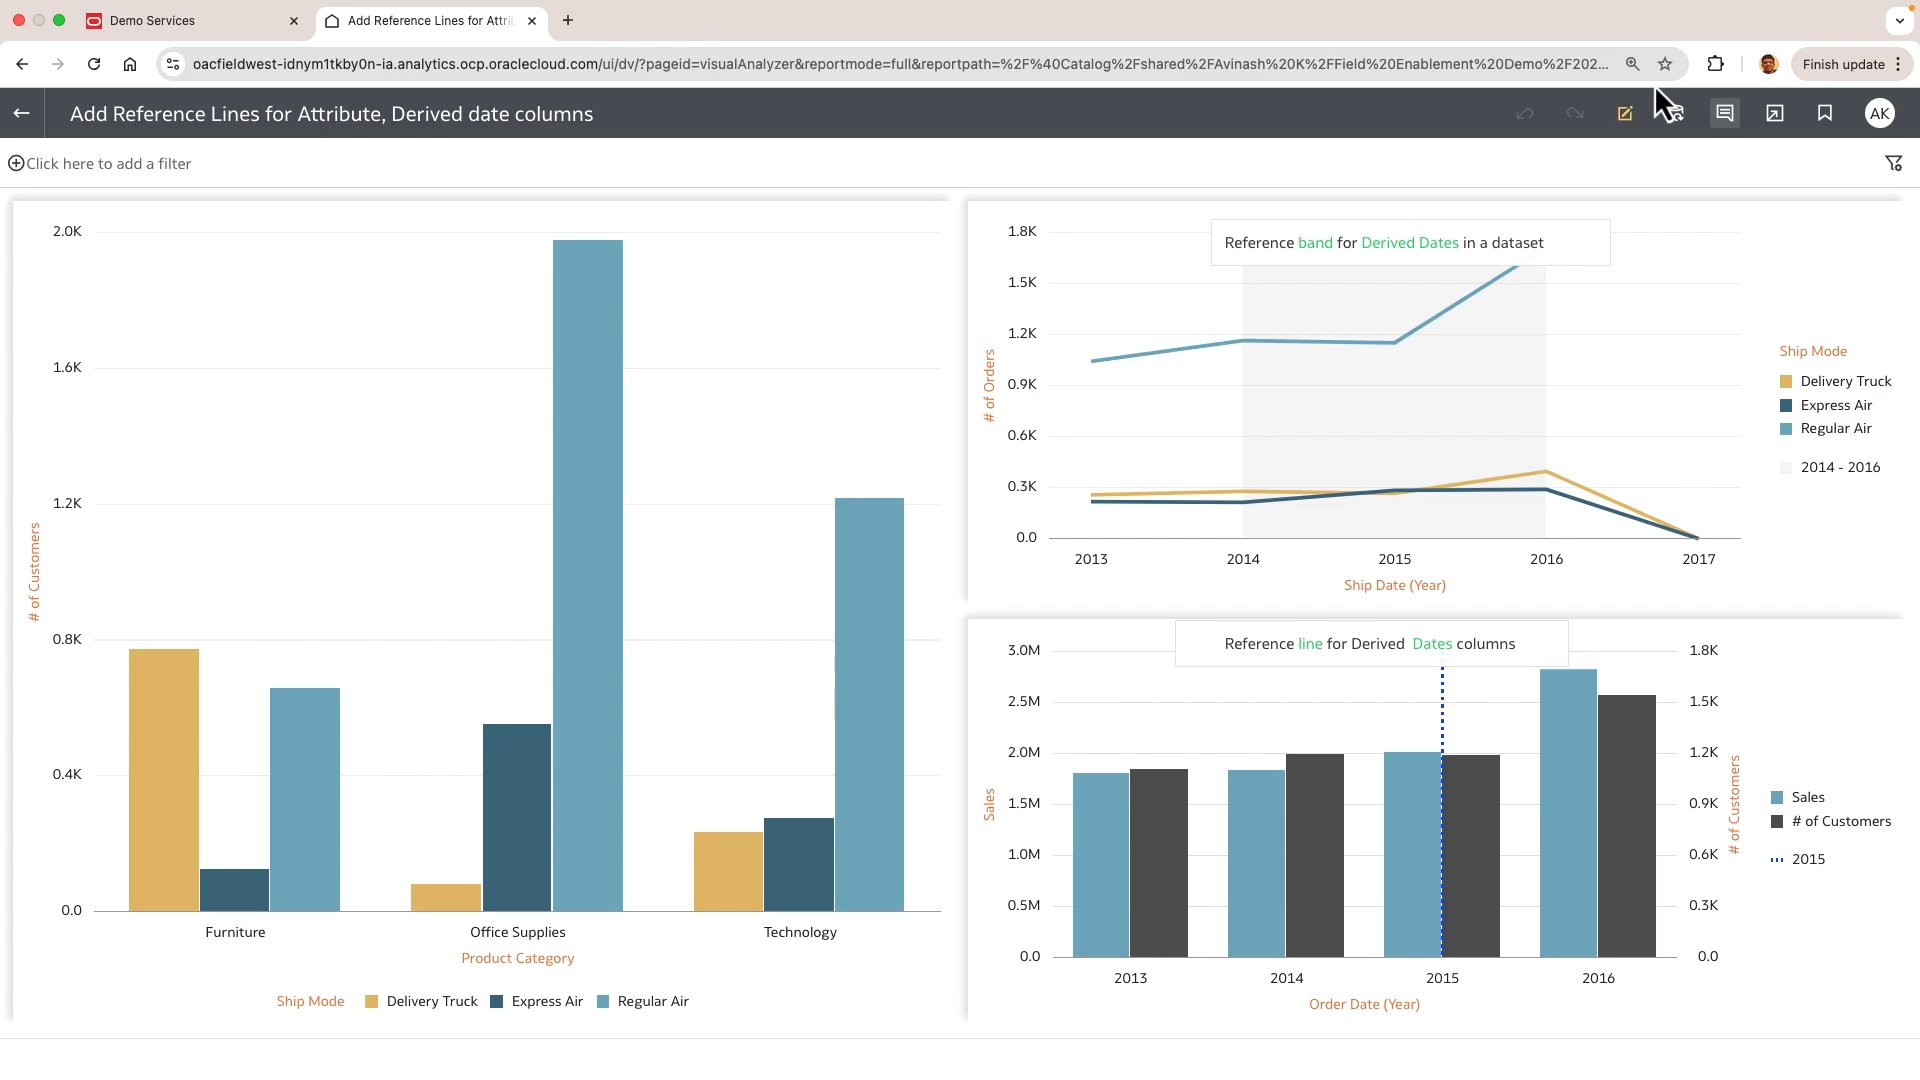 Demo Services
Add Reference Lines for Attri
oacfieldwest-idnym1tkby0n-ia.analytics.ocp.oraclecloud.com/ui/dv/?pageid=visualAnalyzer&reportmode=full&reportpath=%2F%40Catalog%2Fshared%2FAvinash%20K%2FField%20Enablement%20Demo%2F202...
Finish update
Add Reference Lines for Attribute, Derived date columns
AK
Click here to add a filter
2.0K
1.6K
1.2K
0.8K
0.4K
0.0
# of Customers
Furniture
Office Supplies
Technology
Product Category
Ship Mode
Delivery Truck
Express Air
Regular Air
Reference band for Derived Dates in a dataset
1.8K
1.5K
1.2K
0.9K
0.6K
0.3K
0.0
# of Orders
2013
2014
2015
2016
2017
Ship Date (Year)
Ship Mode
Delivery Truck
Express Air
Regular Air
2014 - 2016
Reference line for Derived Dates columns
3.0M
2.5M
2.0M
1.5M
1.0M
0.5M
0.0
Sales
1.8K
1.5K
1.2K
0.9K
0.6K
0.3K
0.0
# of Customers
2013
2014
2015
2016
Order Date (Year)
Sales
# of Customers
2015